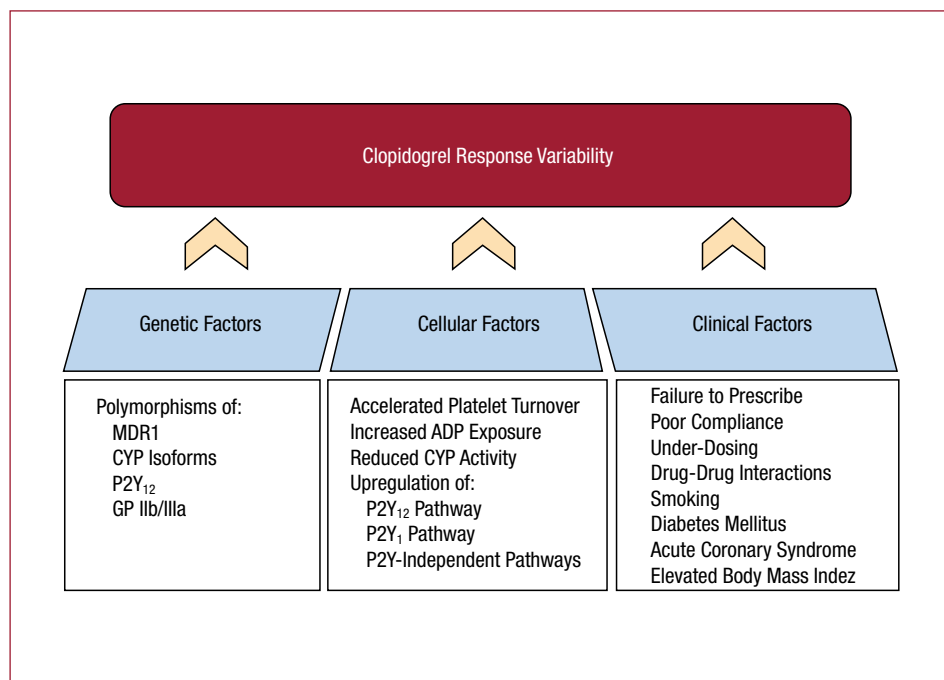 Clopidogrel Response Variability
Genetic Factors
Polymorphisms of:
MDR1
CYP Isoforms
P2Y₁₂
GP IIb/IIIa
Cellular Factors
Accelerated Platelet Turnover
Increased ADP Exposure
Reduced CYP Activity
Upregulation of:
P2Y₁₂ Pathway
P2Y₁ Pathway
P2Y-Independent Pathways
Clinical Factors
Failure to Prescribe
Poor Compliance
Under-Dosing
Drug-Drug Interactions
Smoking
Diabetes Mellitus
Acute Coronary Syndrome
Elevated Body Mass Indez